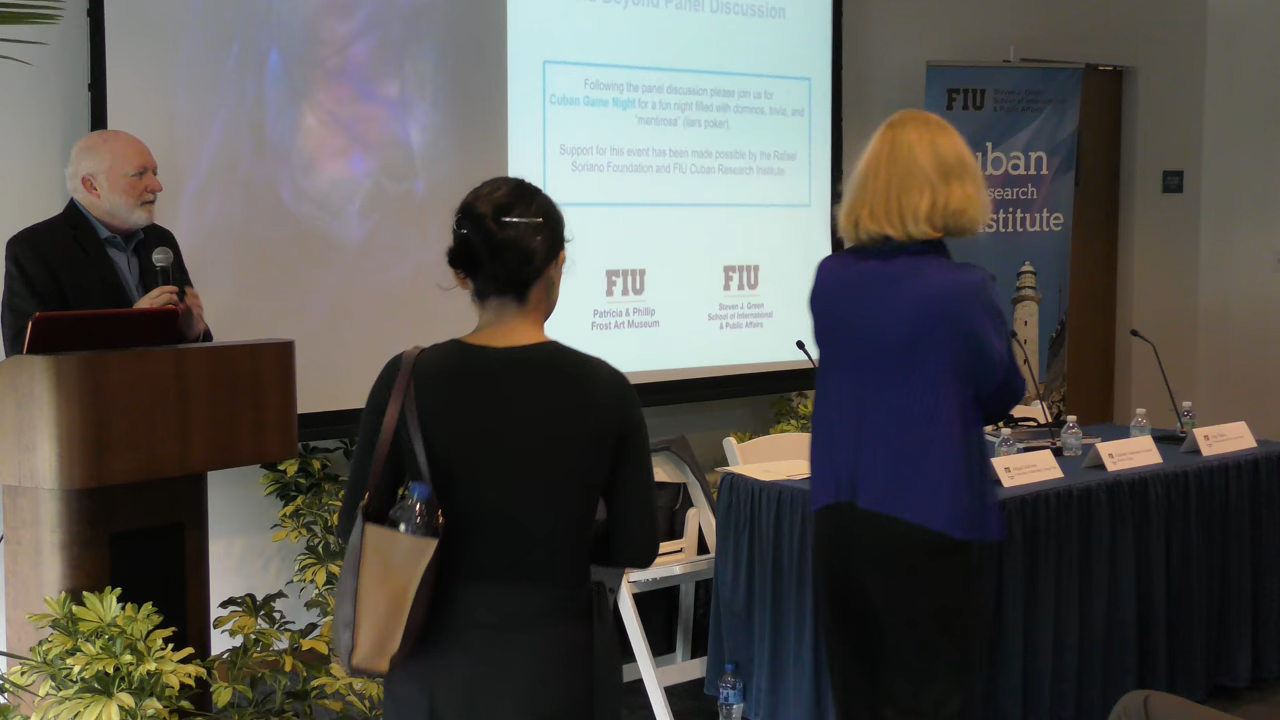 Beyond Panel Discussion
Following the panel discussion please join us for
Cuban Game Night for a fun night filled with dominos, trivia, and
"mentirosa" (liars poker).
Support for this event has been made possible by the Rafael
Soriano Foundation and FIU Cuban Research Institute
FIU
Patricia & Phillip
Frost Art Museum
FIU
Steven J. Green
School of International
& Public Affairs
FIU
Steven J. Green
School of International
& Public Affairs
uban
search
stitute